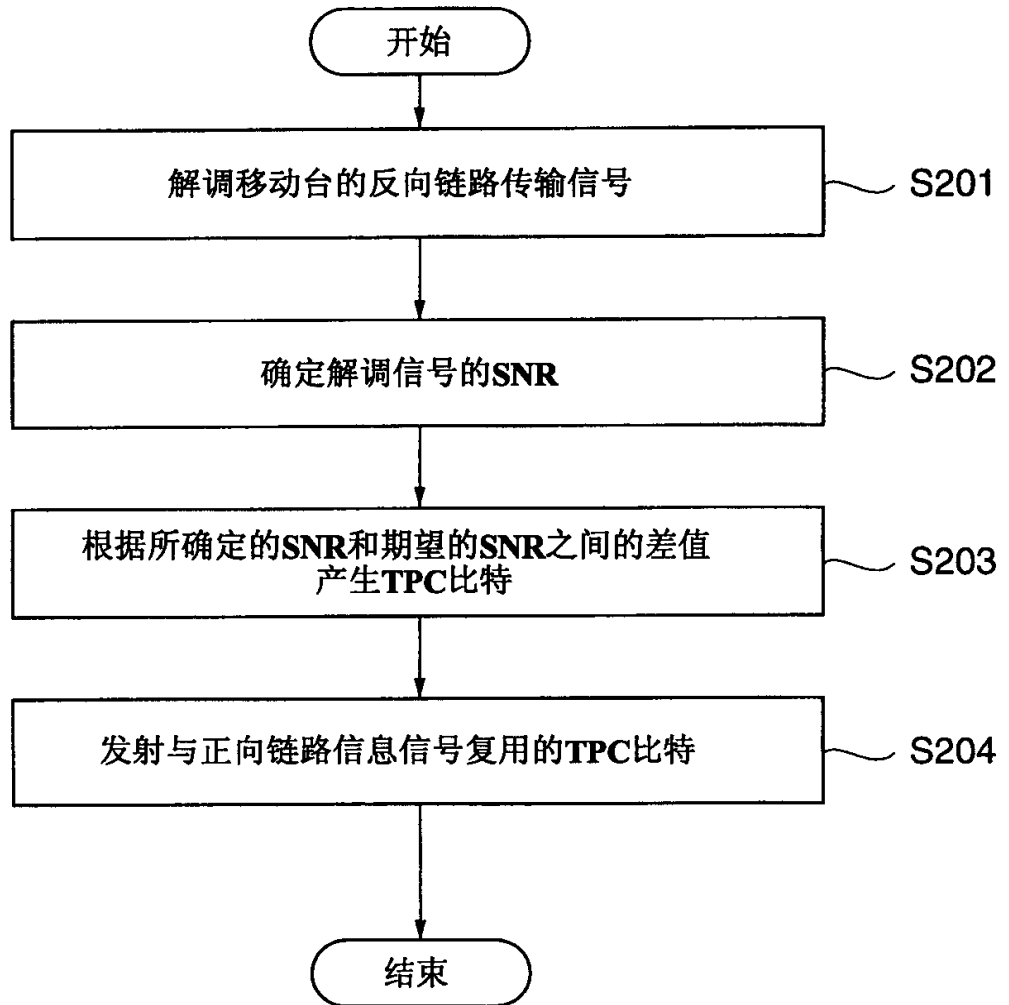 开始
解调移动台的反向链路传输信号
S201
确定解调信号的SNR
S202
根据所确定的SNR和期望的SNR之间的差值
产生TPC比特
S203
发射与正向链路信息信号复用的TPC比特
S204
结束